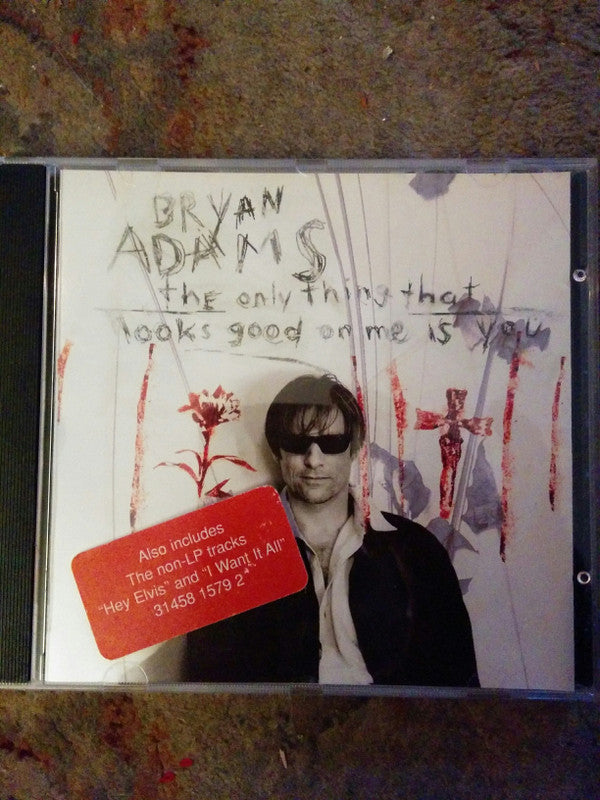 BRYAN
ADAMS
the only thing that
looks good on me is you
Also includes
The non-LP tracks
"Hey Elvis" and "I Want It All"
31458 1579 2